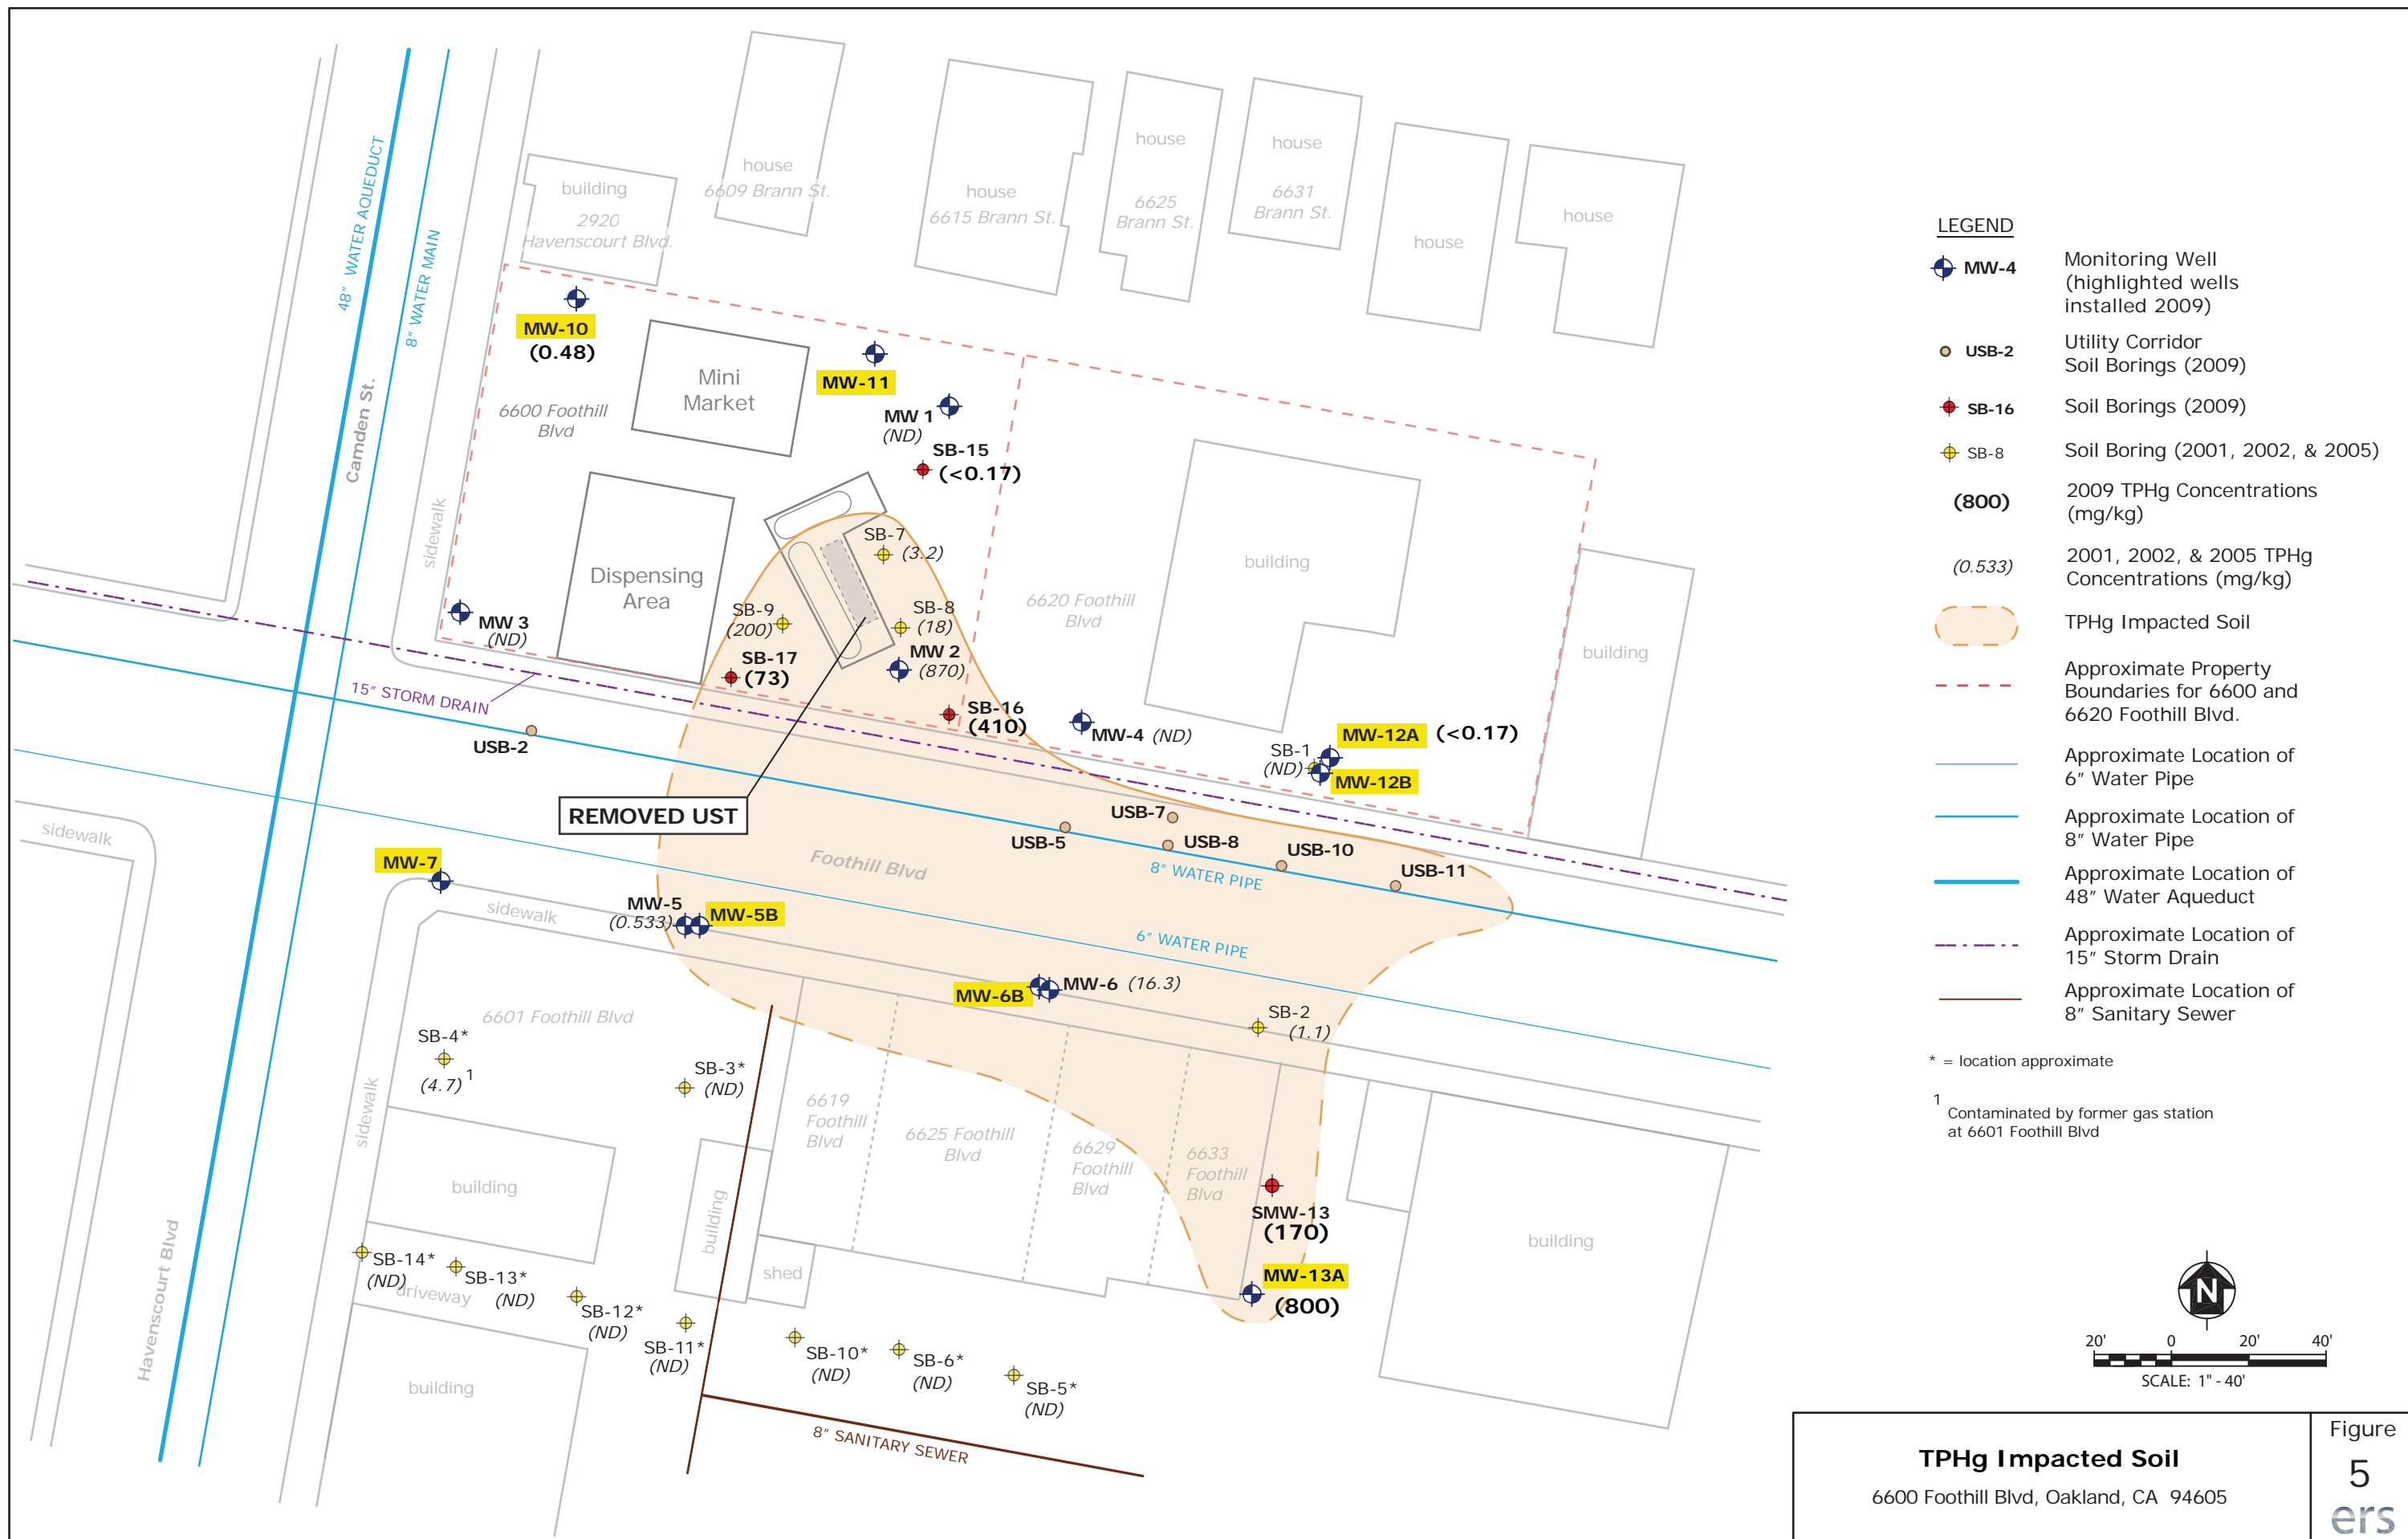 house
6609 Brann St.
house
6615 Brann St.
house
6625
Brann St.
house
6631
Brann St.
house
house
building
2920
Havenscourt Blvd.
48" WATER AQUEDUCT
8" WATER MAIN
Camden St.
sidewalk
MW-10
(0.48)
6600 Foothill
Blvd
Mini
Market
MW-11
MW 1
(ND)
SB-15
(<0.17)
Dispensing
Area
SB-7
(3.2)
SB-9
(200)
SB-8
(18)
MW 2
(870)
SB-17
(73)
SB-16
(410)
MW 3
(ND)
15" STORM DRAIN
USB-2
REMOVED UST
6620 Foothill
Blvd
building
building
MW-4 (ND)
SB-1
(ND)
MW-12A (<0.17)
MW-12B
USB-7
USB-5
USB-8
USB-10
USB-11
8" WATER PIPE
Foothill Blvd
6" WATER PIPE
sidewalk
MW-7
sidewalk
MW-5
(0.533)
MW-5B
MW-6B
MW-6 (16.3)
SB-2
(1.1)
6601 Foothill Blvd
SB-4*
(4.7) 1
SB-3*
(ND)
sidewalk
6619
Foothill
Blvd
6625 Foothill
Blvd
6629
Foothill
Blvd
6633
Foothill
Blvd
SMW-13
(170)
MW-13A
(800)
building
building
shed
building
Havenscourt Blvd
SB-14*
(ND)
SB-13*
(ND)
driveway
SB-12*
(ND)
SB-11*
(ND)
SB-10*
(ND)
SB-6*
(ND)
SB-5*
(ND)
building
8" SANITARY SEWER
LEGEND
MW-4 Monitoring Well
(highlighted wells
installed 2009)
USB-2 Utility Corridor
Soil Borings (2009)
SB-16 Soil Borings (2009)
SB-8 Soil Boring (2001, 2002, & 2005)
(800) 2009 TPHg Concentrations
(mg/kg)
(0.533) 2001, 2002, & 2005 TPHg
Concentrations (mg/kg)
TPHg Impacted Soil
Approximate Property
Boundaries for 6600 and
6620 Foothill Blvd.
Approximate Location of
6" Water Pipe
Approximate Location of
8" Water Pipe
Approximate Location of
48" Water Aqueduct
Approximate Location of
15" Storm Drain
Approximate Location of
8" Sanitary Sewer
* = location approximate
1 Contaminated by former gas station
at 6601 Foothill Blvd
N
20' 0 20' 40'
SCALE: 1" - 40'
TPHg Impacted Soil
6600 Foothill Blvd, Oakland, CA 94605
Figure
5
ers